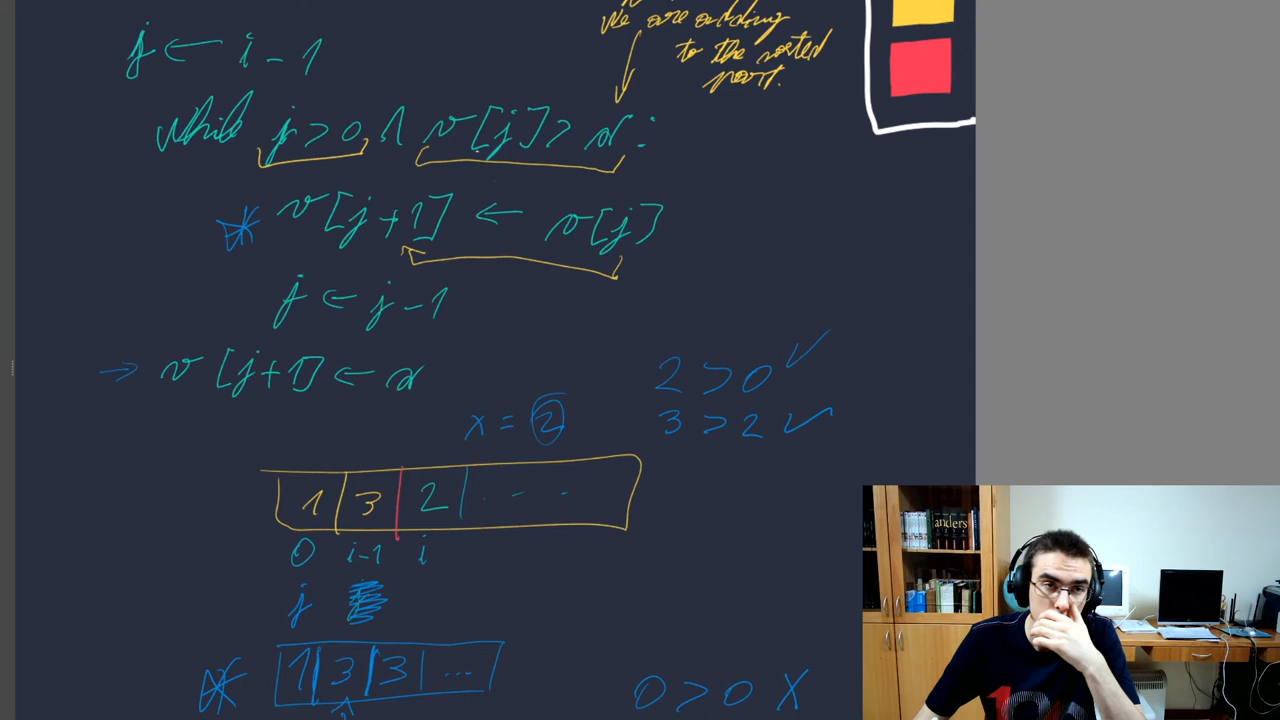 We are adding
to the sorted
part.
j ← i - 1
while j > 0 ∧ v[j] > x :
* v[j+1] ← v[j]
j ← j - 1
→ v[j+1] ← x
2 > 0 ✓
x = 2
3 > 2 ✓
1 3 2 . - -
0 i-1 i
j
* 1 3 3 ...
0 > 0 X
anders